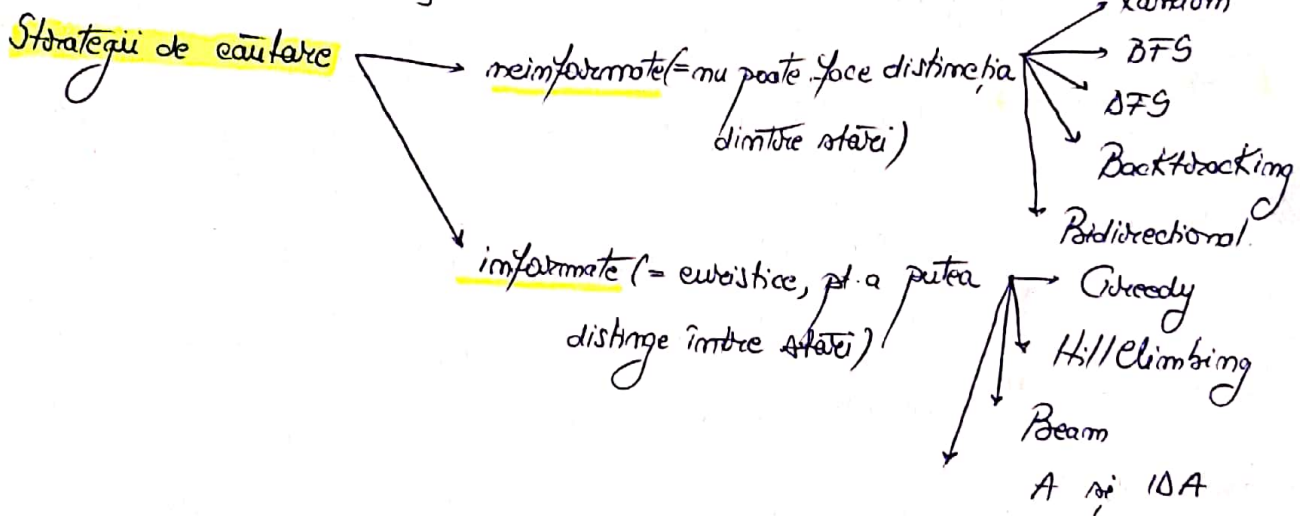 random
Strategii de căutare
neinformate (= nu poate face distincția
dintre stări)
BFS
DFS
Backtracking
Bidirectional
informate (= euristice, pt. a putea
distinge între stări)
Greedy
HillClimbing
Beam
A și IDA